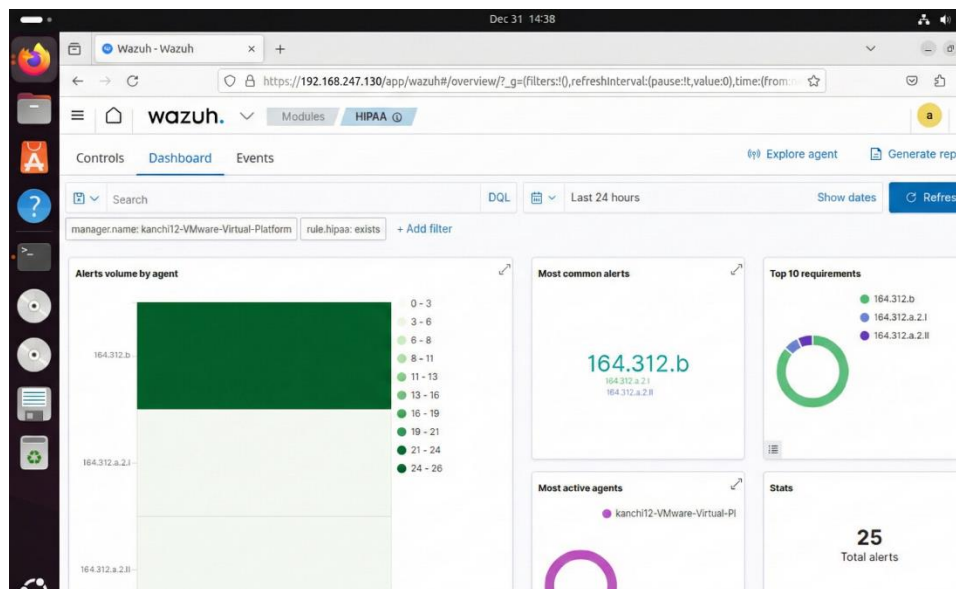 Dec 31 14:38
Wazuh - Wazuh
https://192.168.247.130/app/wazuh#/overview/?_g=(filters:!(),refreshInterval:(pause:!t,value:0),time:(from:
wazuh.
Modules
HIPAA
a
Controls
Dashboard
Events
Explore agent
Generate rep
Search
DQL
Last 24 hours
Show dates
Refres
manager.name: kanchi12-VMware-Virtual-Platform
rule.hipaa: exists
+ Add filter
Alerts volume by agent
164.312.b
164.312.a.2.I
164.312.a.2.II
0 - 3
3 - 6
6 - 8
8 - 11
11 - 13
13 - 16
16 - 19
19 - 21
21 - 24
24 - 26
Most common alerts
164.312.b
164.312.a.2.I
164.312.a.2.II
Top 10 requirements
164.312.b
164.312.a.2.I
164.312.a.2.II
Most active agents
kanchi12-VMware-Virtual-Pl
Stats
25
Total alerts